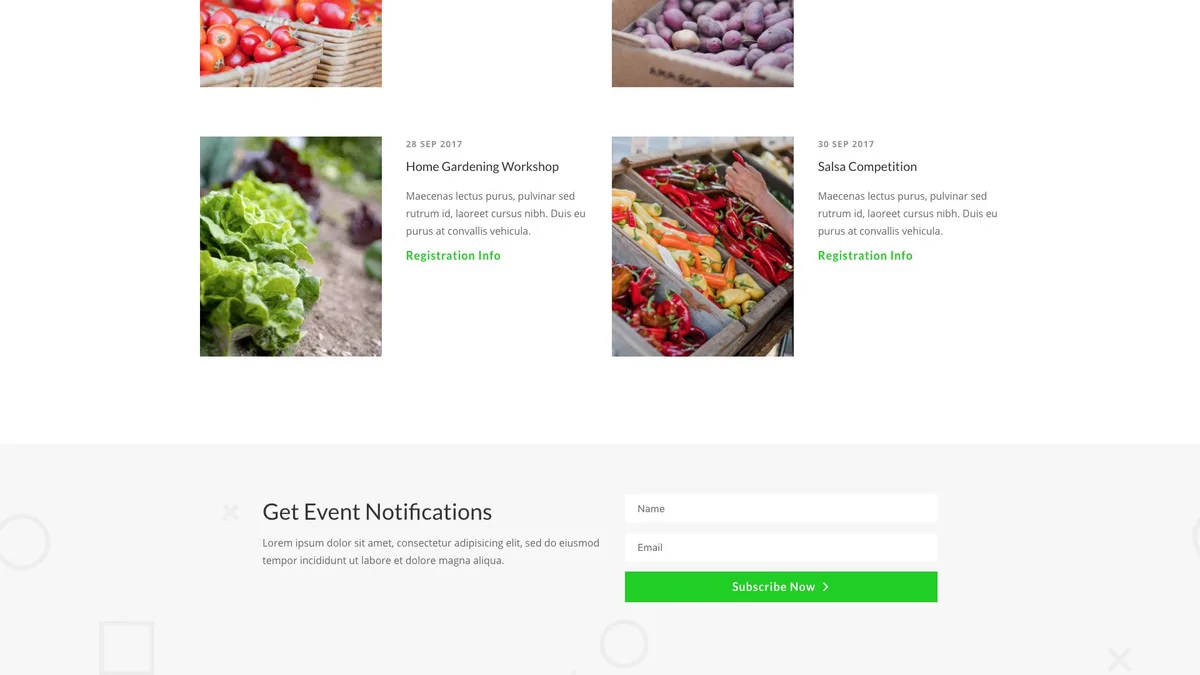 28 SEP 2017
Home Gardening Workshop
Maecenas lectus purus, pulvinar sed
rutrum id, laoreet cursus nibh. Duis eu
purus at convallis vehicula.
Registration Info
30 SEP 2017
Salsa Competition
Maecenas lectus purus, pulvinar sed
rutrum id, laoreet cursus nibh. Duis eu
purus at convallis vehicula.
Registration Info
Get Event Notifications
Lorem ipsum dolor sit amet, consectetur adipisicing elit, sed do eiusmod
tempor incididunt ut labore et dolore magna aliqua.
Name
Email
Subscribe Now